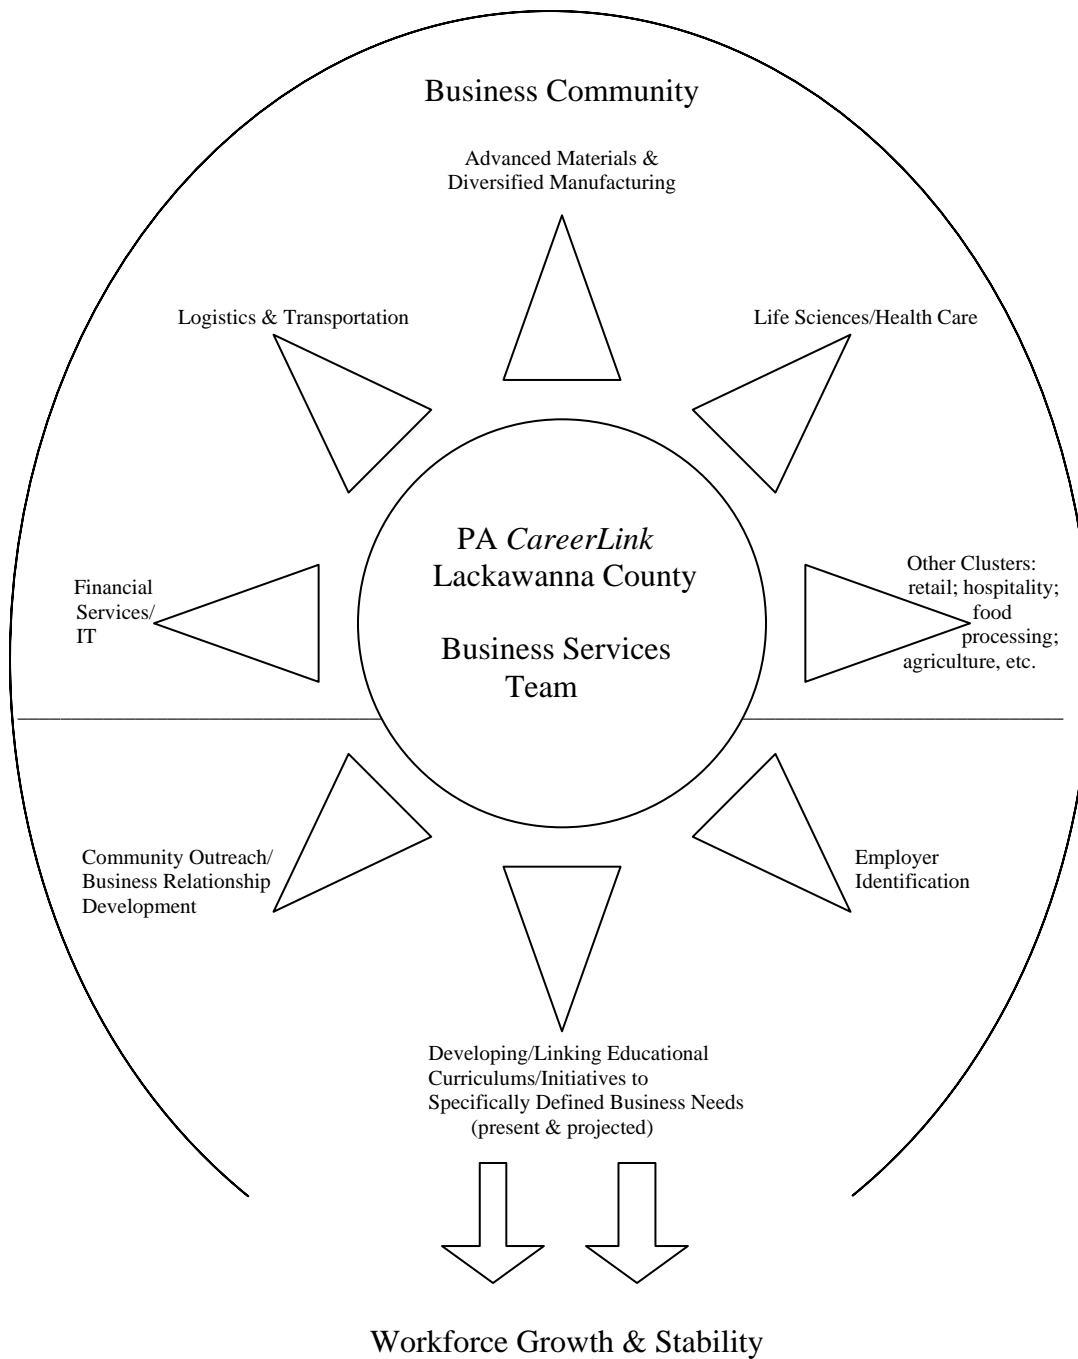 Business Community
Advanced Materials &
Diversified Manufacturing
Logistics & Transportation
Life Sciences/Health Care
PA CareerLink
Lackawanna County
Business Services
Team
Financial
Services/
IT
Other Clusters:
retail; hospitality;
food
processing;
agriculture, etc.
Community Outreach/
Business Relationship
Development
Employer
Identification
Developing/Linking Educational
Curriculums/Initiatives to
Specifically Defined Business Needs
(present & projected)
Workforce Growth & Stability